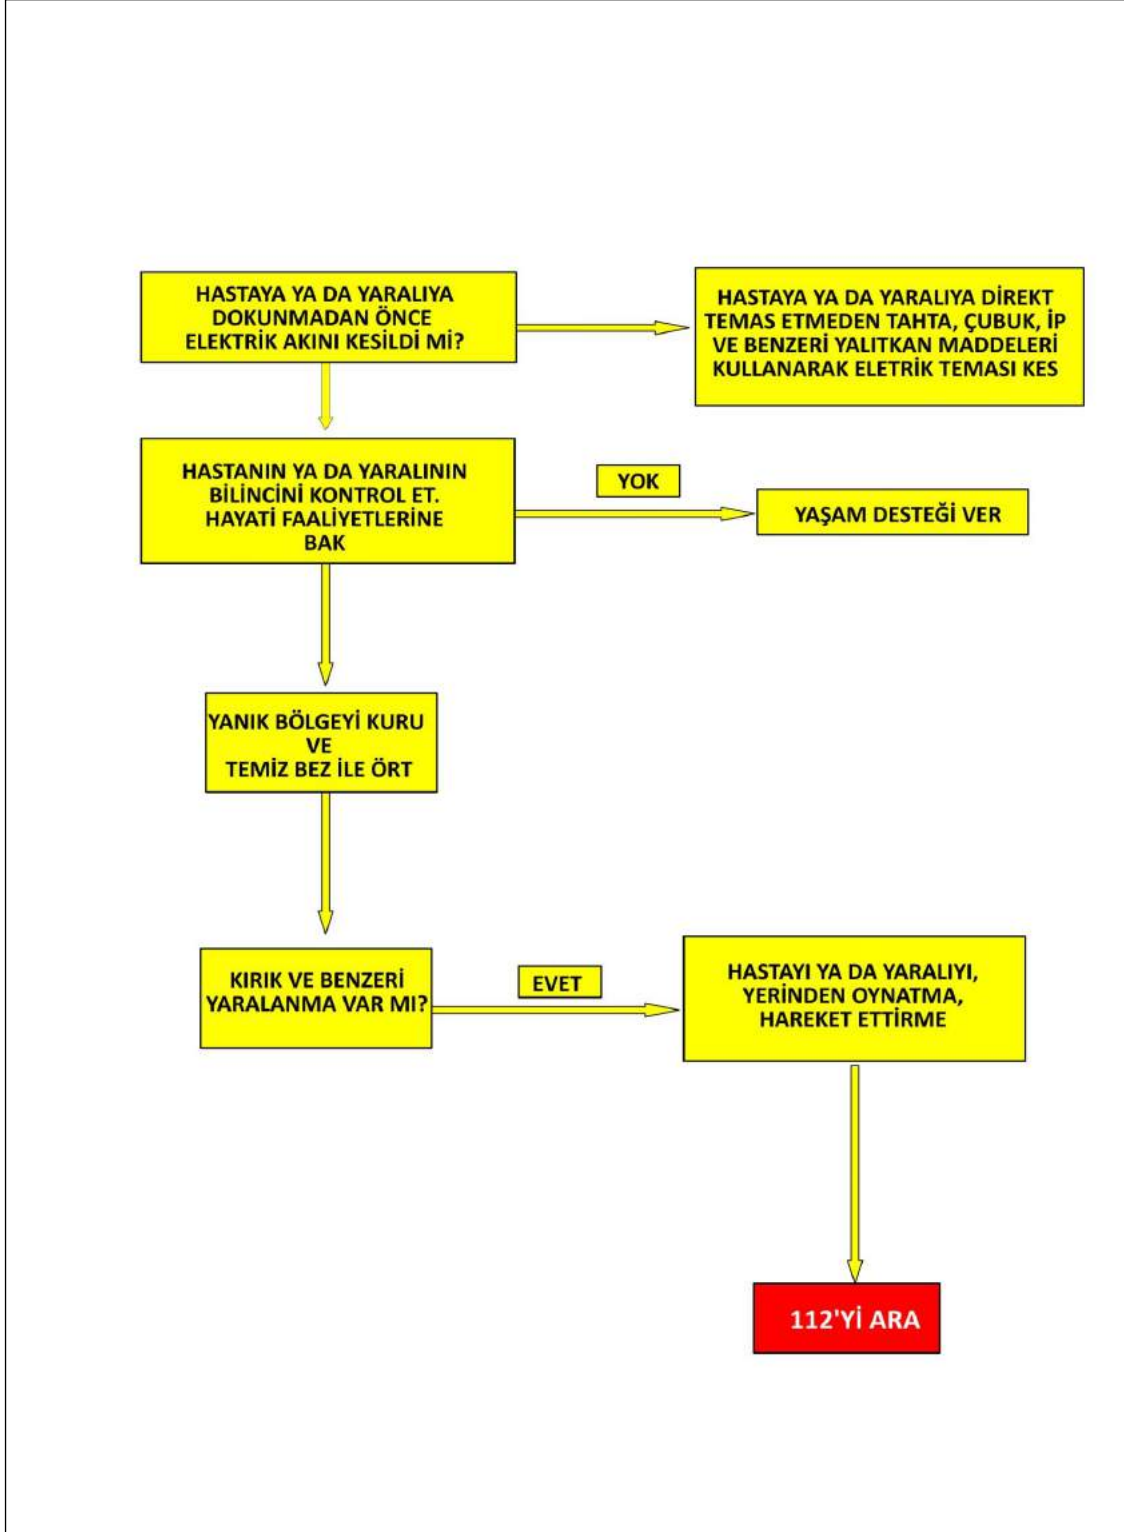 HASTAYA YA DA YARALIYA
DOKUNMADAN ÖNCE
ELEKTRİK AKINI KESİLDİ Mİ?
HASTAYA YA DA YARALIYA DİREKT
TEMAS ETMEDEN TAHTA, ÇUBUK, İP
VE BENZERİ YALITKAN MADDELERİ
KULLANARAK ELETRİK TEMASI KES
HASTANIN YA DA YARALININ
BİLİNCİNİ KONTROL ET.
HAYATİ FAALİYETLERİNE
BAK
YOK
YAŞAM DESTEĞİ VER
YANIK BÖLGEYİ KURU
VE
TEMİZ BEZ İLE ÖRT
KIRIK VE BENZERİ
YARALANMA VAR MI?
EVET
HASTAYI YA DA YARALIYI,
YERİNDEN OYNATMA,
HAREKET ETTİRME
112'Yİ ARA